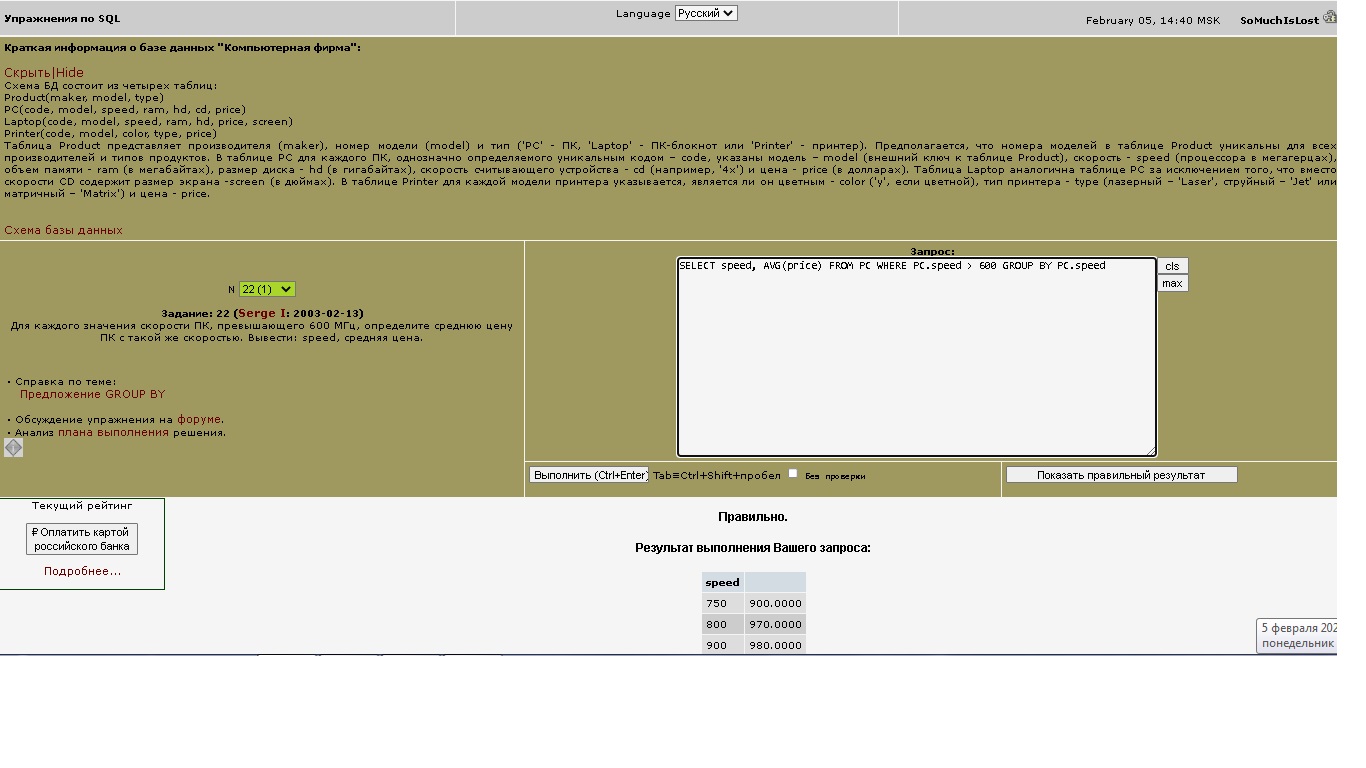 Упражнения по SQL
Language Русский
February 05, 14:40 MSK SoMuchIsLost
Краткая информация о базе данных "Компьютерная фирма":
Скрыть|Hide
Схема БД состоит из четырех таблиц:
Product(maker, model, type)
PC(code, model, speed, ram, hd, cd, price)
Laptop(code, model, speed, ram, hd, price, screen)
Printer(code, model, color, type, price)
Таблица Product представляет производителя (maker), номер модели (model) и тип ('PC' - ПК, 'Laptop' - ПК-блокнот или 'Printer' - принтер). Предполагается, что номера моделей в таблице Product уникальны для всех
производителей и типов продуктов. В таблице PC для каждого ПК, однозначно определяемого уникальным кодом – code, указаны модель – model (внешний ключ к таблице Product), скорость - speed (процессора в мегагерцах),
объем памяти - ram (в мегабайтах), размер диска - hd (в гигабайтах), скорость считывающего устройства - cd (например, '4x') и цена - price (в долларах). Таблица Laptop аналогична таблице РС за исключением того, что вместо
скорости CD содержит размер экрана -screen (в дюймах). В таблице Printer для каждой модели принтера указывается, является ли он цветным - color ('y', если цветной), тип принтера - type (лазерный – 'Laser', струйный – 'Jet' или
матричный – 'Matrix') и цена - price.
Схема базы данных
N 22 (1)
Задание: 22 (Serge I: 2003-02-13)
Для каждого значения скорости ПК, превышающего 600 МГц, определите среднюю цену
ПК с такой же скоростью. Вывести: speed, средняя цена.
• Справка по теме:
Предложение GROUP BY
• Обсуждение упражнения на форуме.
• Анализ плана выполнения решения.
Запрос:
SELECT speed, AVG(price) FROM PC WHERE PC.speed > 600 GROUP BY PC.speed
cls
max
Выполнить (Ctrl+Enter) Tab≡Ctrl+Shift+пробел Без проверки
Показать правильный результат
Текущий рейтинг
₽ Оплатить картой
российского банка
Подробнее...
Правильно.
Результат выполнения Вашего запроса:
speed
750 900.0000
800 970.0000
900 980.0000
5 февраля 202
понедельник